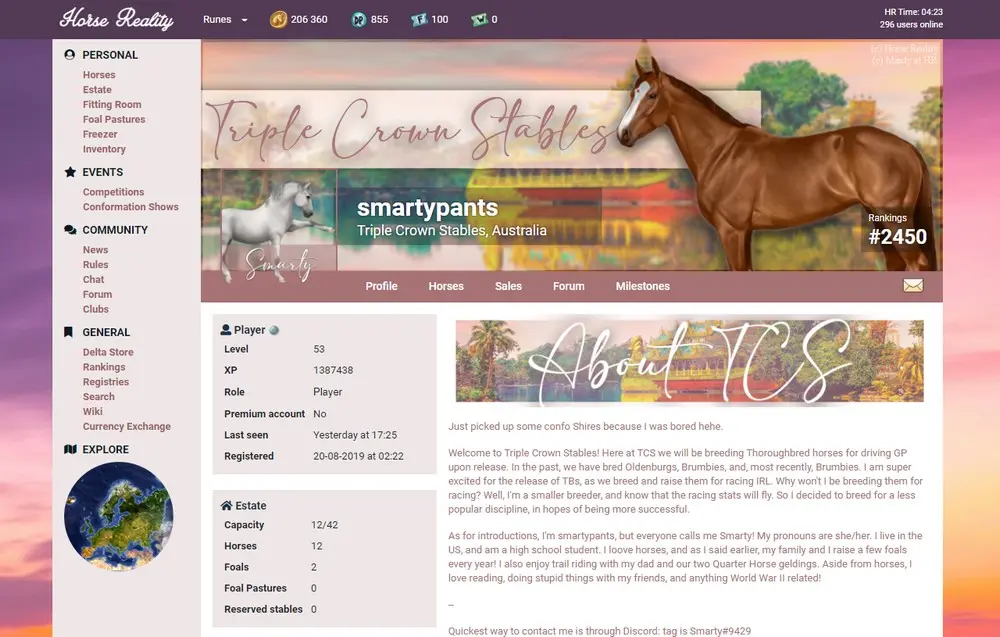 Horse Reality
Runes
206 360
855
100
0
HR Time: 04:23
296 users online
PERSONAL
Horses
Estate
Fitting Room
Foal Pastures
Freezer
Inventory
EVENTS
Competitions
Conformation Shows
COMMUNITY
News
Rules
Chat
Forum
Clubs
GENERAL
Delta Store
Rankings
Registries
Search
Wiki
Currency Exchange
EXPLORE
(c) Horse Reality
(c) Mandy at HR
Triple Crown Stables
Smarty
smartypants
Triple Crown Stables, Australia
Rankings
#2450
Profile
Horses
Sales
Forum
Milestones
Player
Level 53
XP 1387438
Role Player
Premium account No
Last seen Yesterday at 17:25
Registered 20-08-2019 at 02:22
Estate
Capacity 12/42
Horses 12
Foals 2
Foal Pastures 0
Reserved stables 0
About TCS
Just picked up some confo Shires because I was bored hehe.
Welcome to Triple Crown Stables! Here at TCS we will be breeding Thoroughbred horses for driving GP
upon release. In the past, we have bred Oldenburgs, Brumbies, and, most recently, Brumbies. I am super
excited for the release of TBs, as we breed and raise them for racing IRL. Why won't I be breeding them for
racing? Well, I'm a smaller breeder, and know that the racing stats will fly. So I decided to breed for a less
popular discipline, in hopes of being more successful.
As for introductions, I'm smartypants, but everyone calls me Smarty! My pronouns are she/her. I live in the
US, and am a high school student. I loove horses, and as I said earlier, my family and I raise a few foals
every year! I also enjoy trail riding with my dad and our two Quarter Horse geldings. Aside from horses, I
love reading, doing stupid things with my friends, and anything World War II related!
--
Quickest way to contact me is through Discord: tag is Smarty#9429